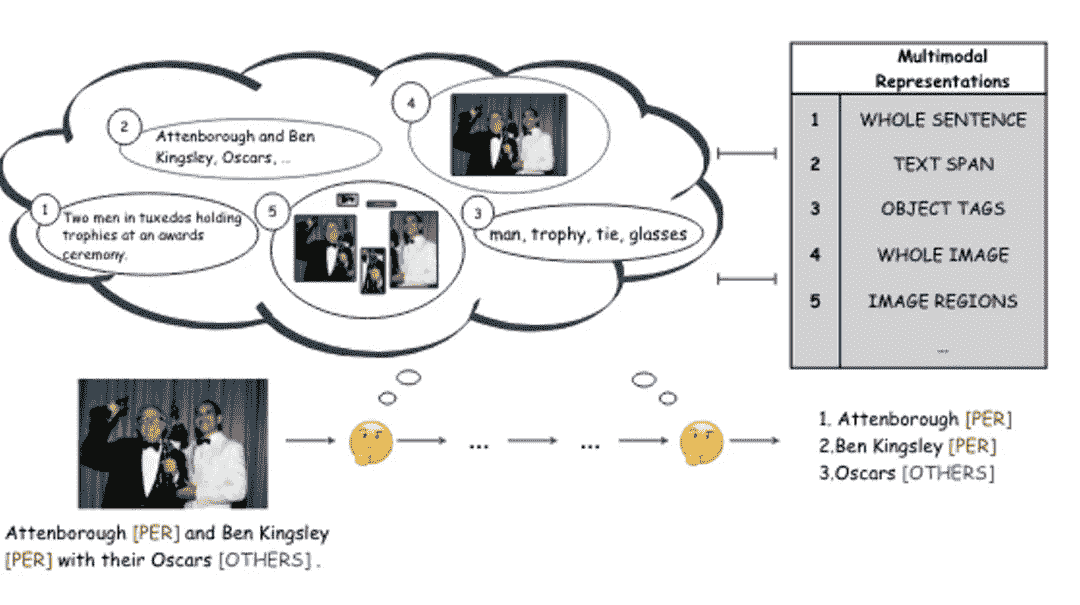 2
Attenborough and Ben
Kingsley, Oscars, ...
4
1
Two men in tuxedos holding
trophies at an awards
ceremony.
5
3
man, trophy, tie, glasses
Multimodal
Representations
1 WHOLE SENTENCE
2 TEXT SPAN
3 OBJECT TAGS
4 WHOLE IMAGE
5 IMAGE REGIONS
...
... ...
Attenborough [PER] and Ben Kingsley
[PER] with their Oscars [OTHERS] .
1. Attenborough [PER]
2.Ben Kingsley [PER]
3.Oscars [OTHERS]